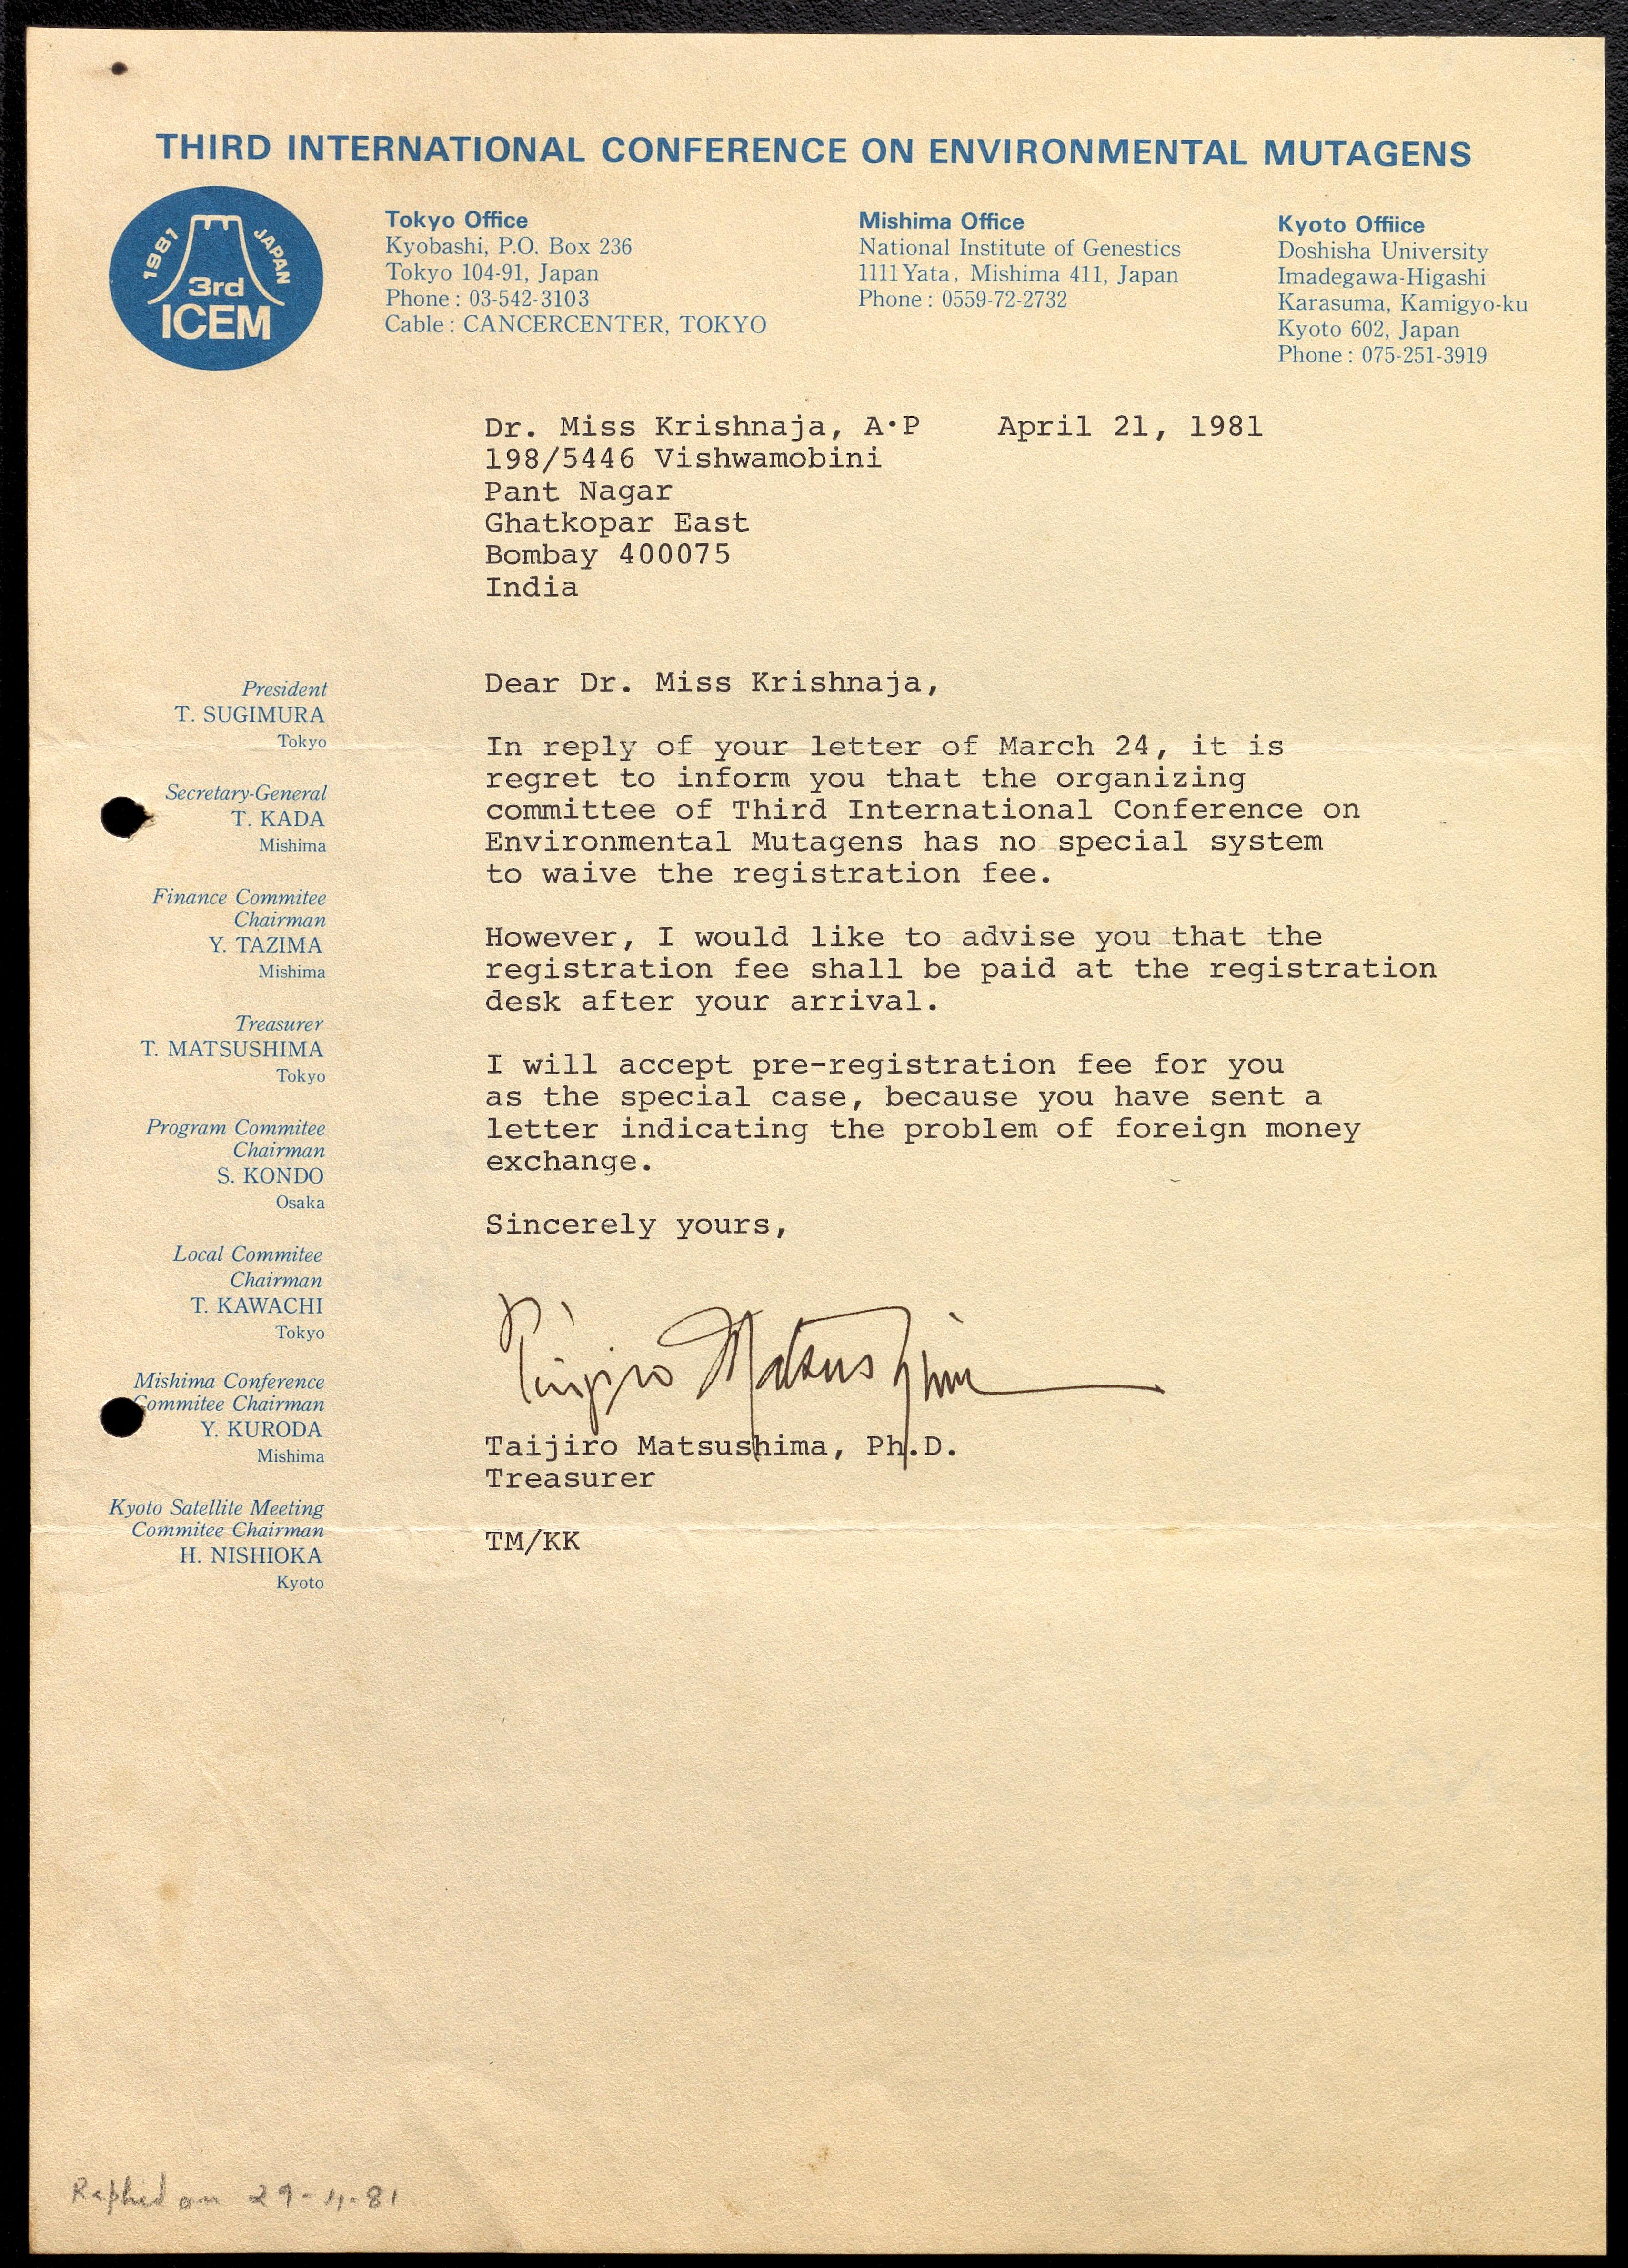 THIRD INTERNATIONAL CONFERENCE ON ENVIRONMENTAL MUTAGENS
1981 JAPAN
3rd
ICEM
Tokyo Office
Kyobashi, P.O. Box 236
Tokyo 104-91, Japan
Phone : 03-542-3103
Cable : CANCERCENTER, TOKYO
Mishima Office
National Institute of Genestics
1111 Yata, Mishima 411, Japan
Phone : 0559-72-2732
Kyoto Offiice
Doshisha University
Imadegawa-Higashi
Karasuma, Kamigyo-ku
Kyoto 602, Japan
Phone : 075-251-3919
Dr. Miss Krishnaja, A·P April 21, 1981
198/5446 Vishwamobini
Pant Nagar
Ghatkopar East
Bombay 400075
India
President
T. SUGIMURA
Tokyo
Secretary-General
T. KADA
Mishima
Finance Commitee
Chairman
Y. TAZIMA
Mishima
Treasurer
T. MATSUSHIMA
Tokyo
Program Commitee
Chairman
S. KONDO
Osaka
Local Commitee
Chairman
T. KAWACHI
Tokyo
Mishima Conference
Commitee Chairman
Y. KURODA
Mishima
Kyoto Satellite Meeting
Commitee Chairman
H. NISHIOKA
Kyoto
Dear Dr. Miss Krishnaja,
In reply of your letter of March 24, it is
regret to inform you that the organizing
committee of Third International Conference on
Environmental Mutagens has no special system
to waive the registration fee.
However, I would like to advise you that the
registration fee shall be paid at the registration
desk after your arrival.
I will accept pre-registration fee for you
as the special case, because you have sent a
letter indicating the problem of foreign money
exchange.
Sincerely yours,
Taijiro Matsushima
Taijiro Matsushima, Ph.D.
Treasurer
TM/KK
Replied on 29-4-81